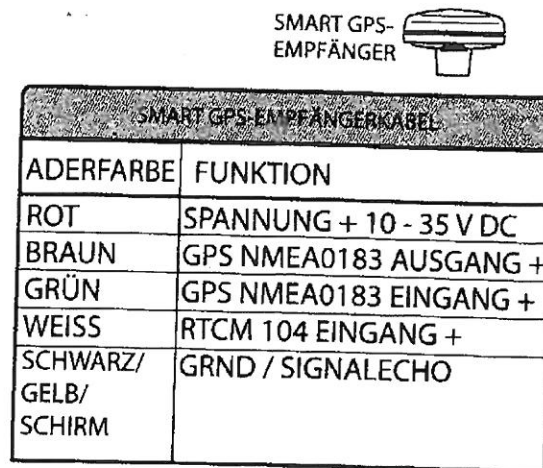 SMART GPS-
EMPFÄNGER
SMART GPS-EMPFÄNGERKABEL
ADERFARBE FUNKTION
ROT SPANNUNG + 10 - 35 V DC
BRAUN GPS NMEA0183 AUSGANG +
GRÜN GPS NMEA0183 EINGANG +
WEISS RTCM 104 EINGANG +
SCHWARZ/ GRND / SIGNALECHO
GELB/
SCHIRM